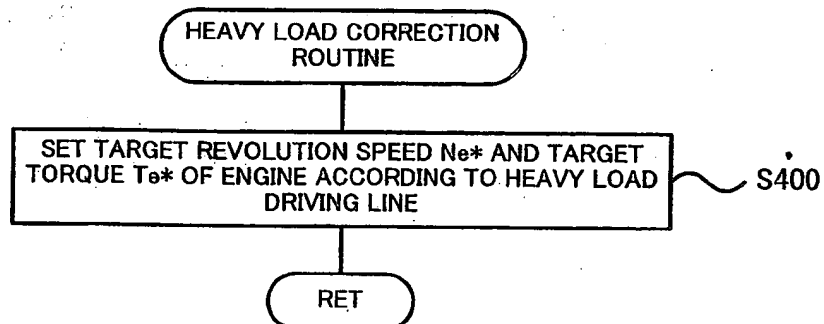 HEAVY LOAD CORRECTION
ROUTINE
SET TARGET REVOLUTION SPEED Ne* AND TARGET
TORQUE Te* OF ENGINE ACCORDING TO HEAVY LOAD
DRIVING LINE
S400
RET